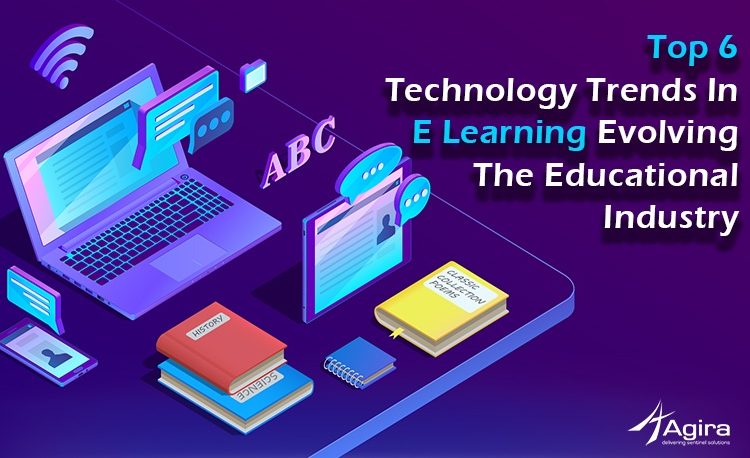 Top 6
Technology Trends In
E Learning Evolving
The Educational
Industry
ABC
CLASSIC
COLLECTION
POEMS
HISTORY
SCIENCE
Agira
delivering sentinel solutions